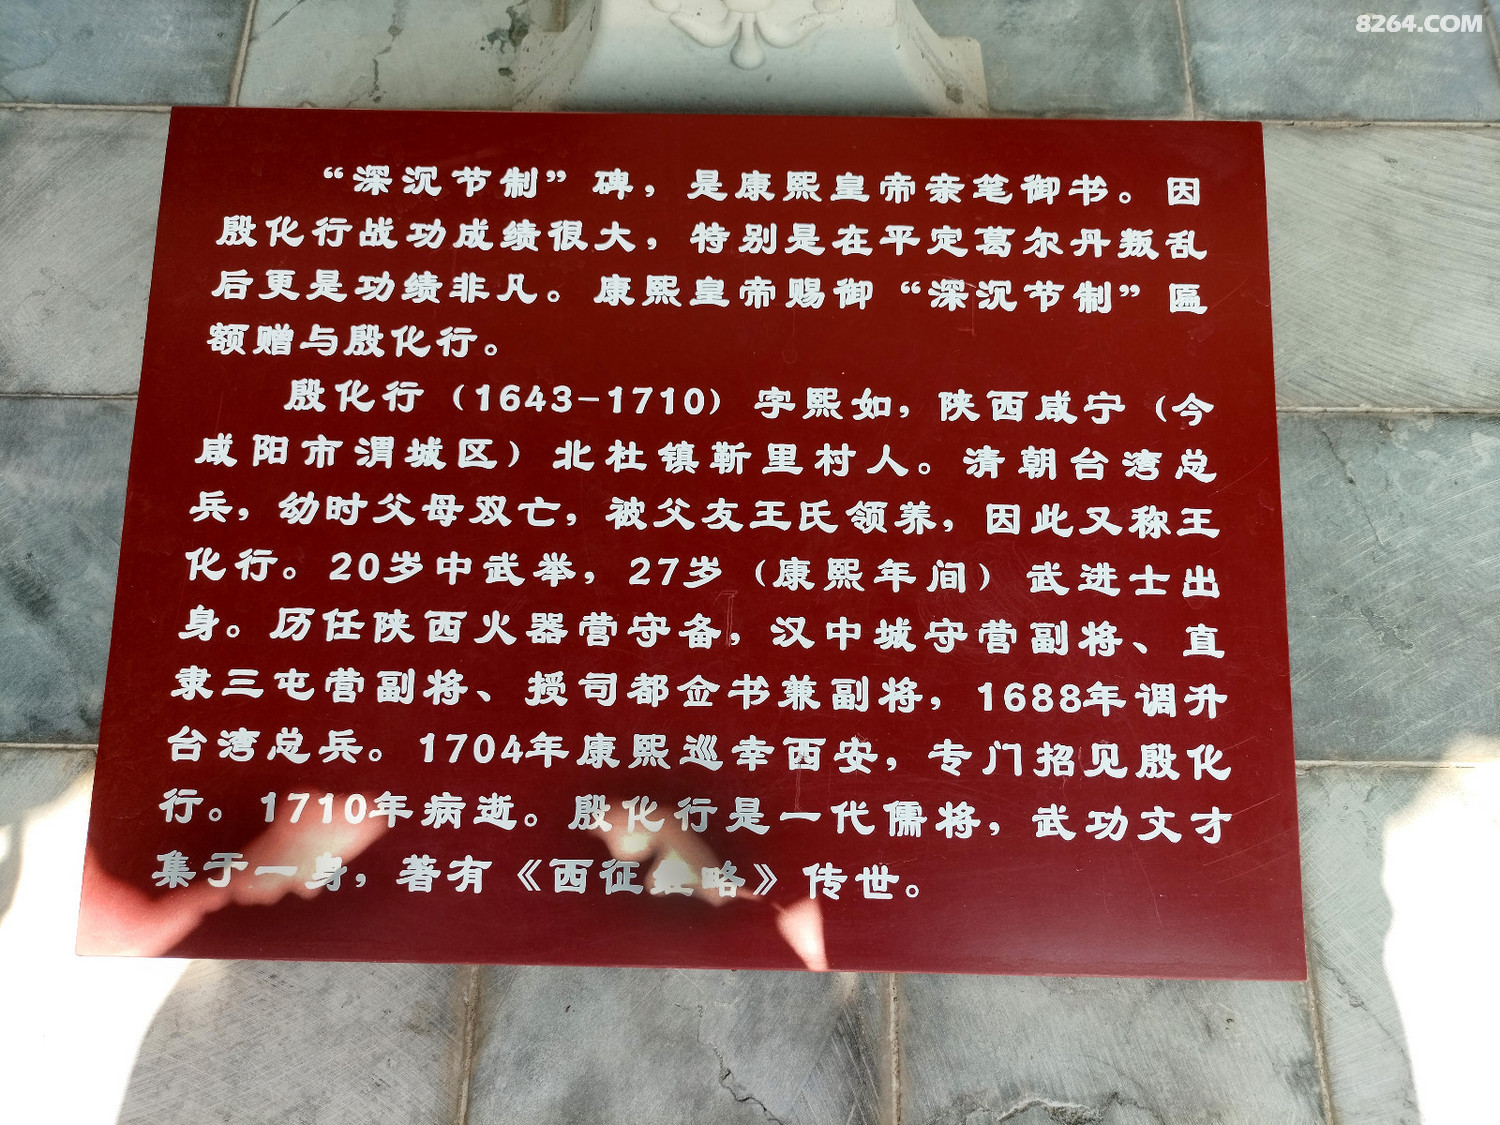 8264.COM
“深沉节制”碑，是康熙皇帝亲笔御书。因
殷化行战功成绩很大，特别是在平定葛尔丹叛乱
后更是功绩非凡。康熙皇帝赐御“深沉节制”匾
额赠与殷化行。
殷化行（1643-1710）字熙如，陕西咸宁（今
咸阳市渭城区）北杜镇靳里村人。清朝台湾总
兵，幼时父母双亡，被父友王氏领养，因此又称王
化行。20岁中武举，27岁（康熙年间）武进士出
身。历任陕西火器营守备，汉中城守营副将、直
隶三屯营副将、授司都佥书兼副将，1688年调升
台湾总兵。1704年康熙巡幸西安，专门招见殷化
行。1710年病逝。殷化行是一代儒将，武功文才
集于一身，著有《西征略》传世。